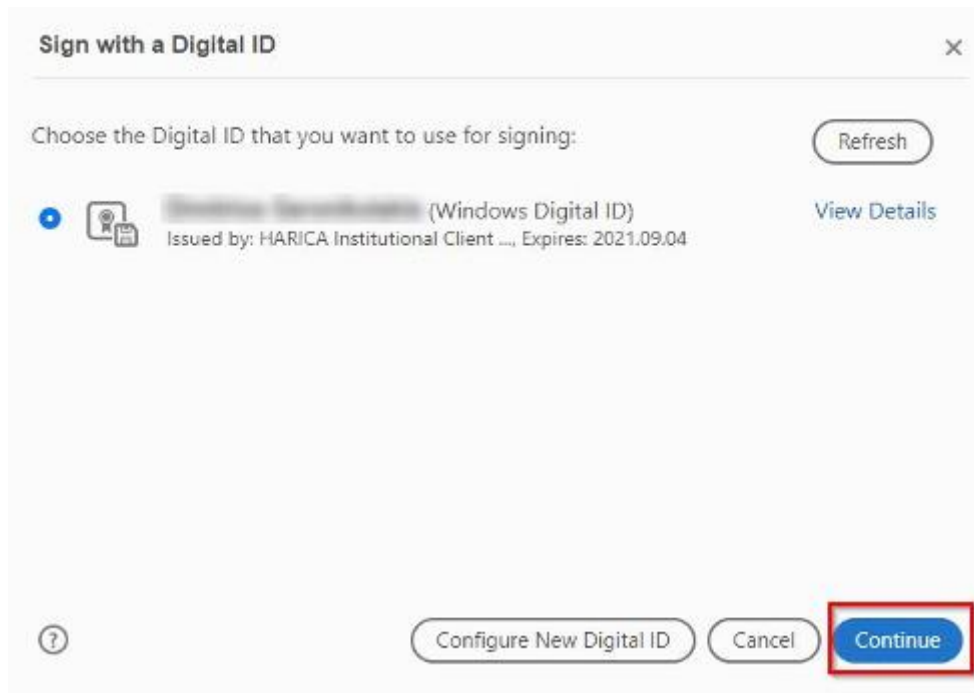 Sign with a Digital ID
Choose the Digital ID that you want to use for signing:
Refresh
(Windows Digital ID)
View Details
Issued by: HARICA Institutional Client ..., Expires: 2021.09.04
Configure New Digital ID
Cancel
Continue